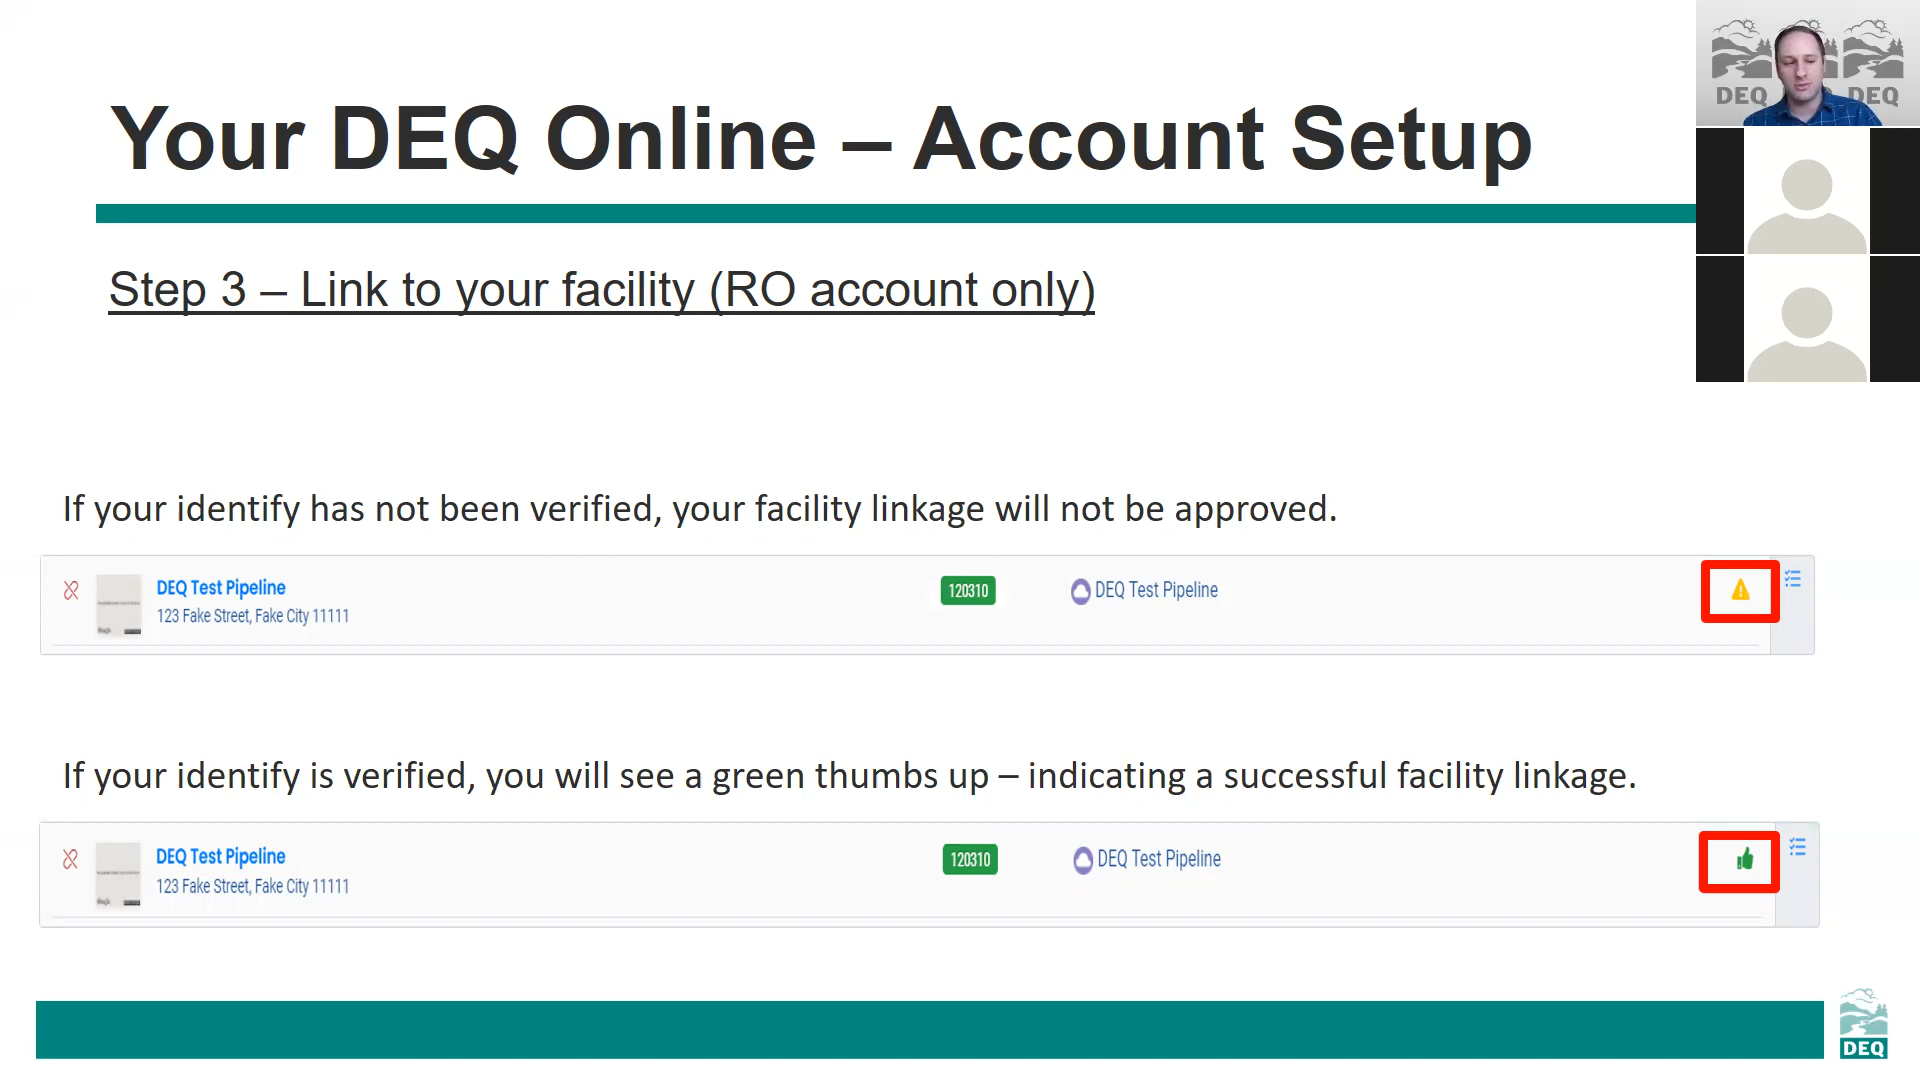 Your DEQ Online – Account Setup
DEQ DEQ
Step 3 – Link to your facility (RO account only)
If your identify has not been verified, your facility linkage will not be approved.
DEQ Test Pipeline 120310 DEQ Test Pipeline
123 Fake Street, Fake City 11111
If your identify is verified, you will see a green thumbs up – indicating a successful facility linkage.
DEQ Test Pipeline 120310 DEQ Test Pipeline
123 Fake Street, Fake City 11111
DEQ